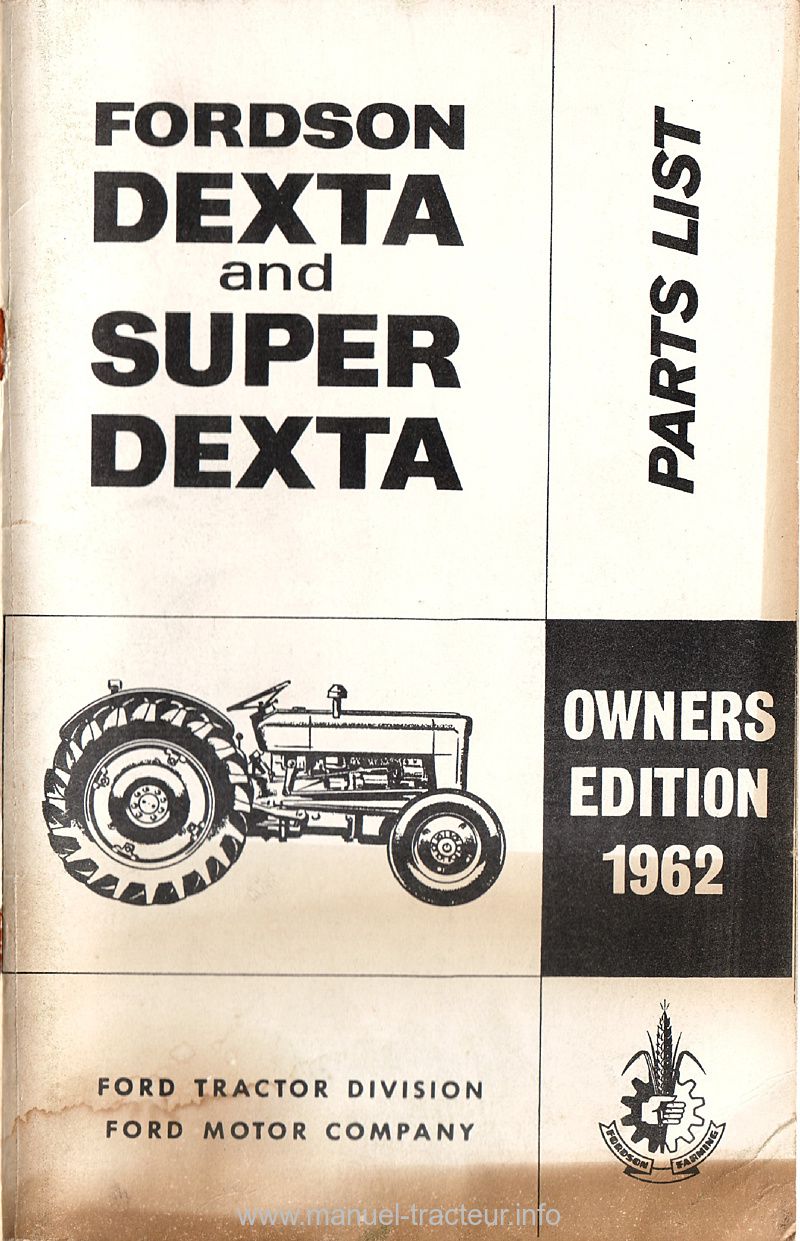 FORDSON
DEXTA
and
SUPER
DEXTA
PARTS LIST
OWNERS
EDITION
1962
FORD TRACTOR DIVISION
FORD MOTOR COMPANY
FORDSON FARMING
www.manuel-tracteur.info